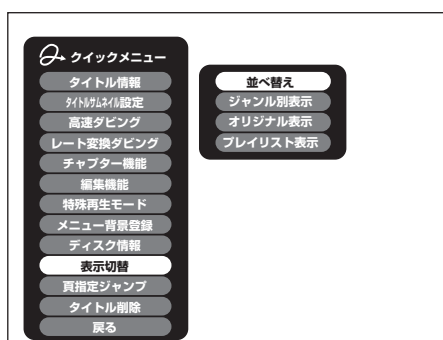 クイックメニュー
タイトル情報
タイトルサムネイル設定
高速ダビング
レート変換ダビング
チャプター機能
編集機能
特殊再生モード
メニュー背景登録
ディスク情報
表示切替
頁指定ジャンプ
タイトル削除
戻る
並べ替え
ジャンル別表示
オリジナル表示
プレイリスト表示